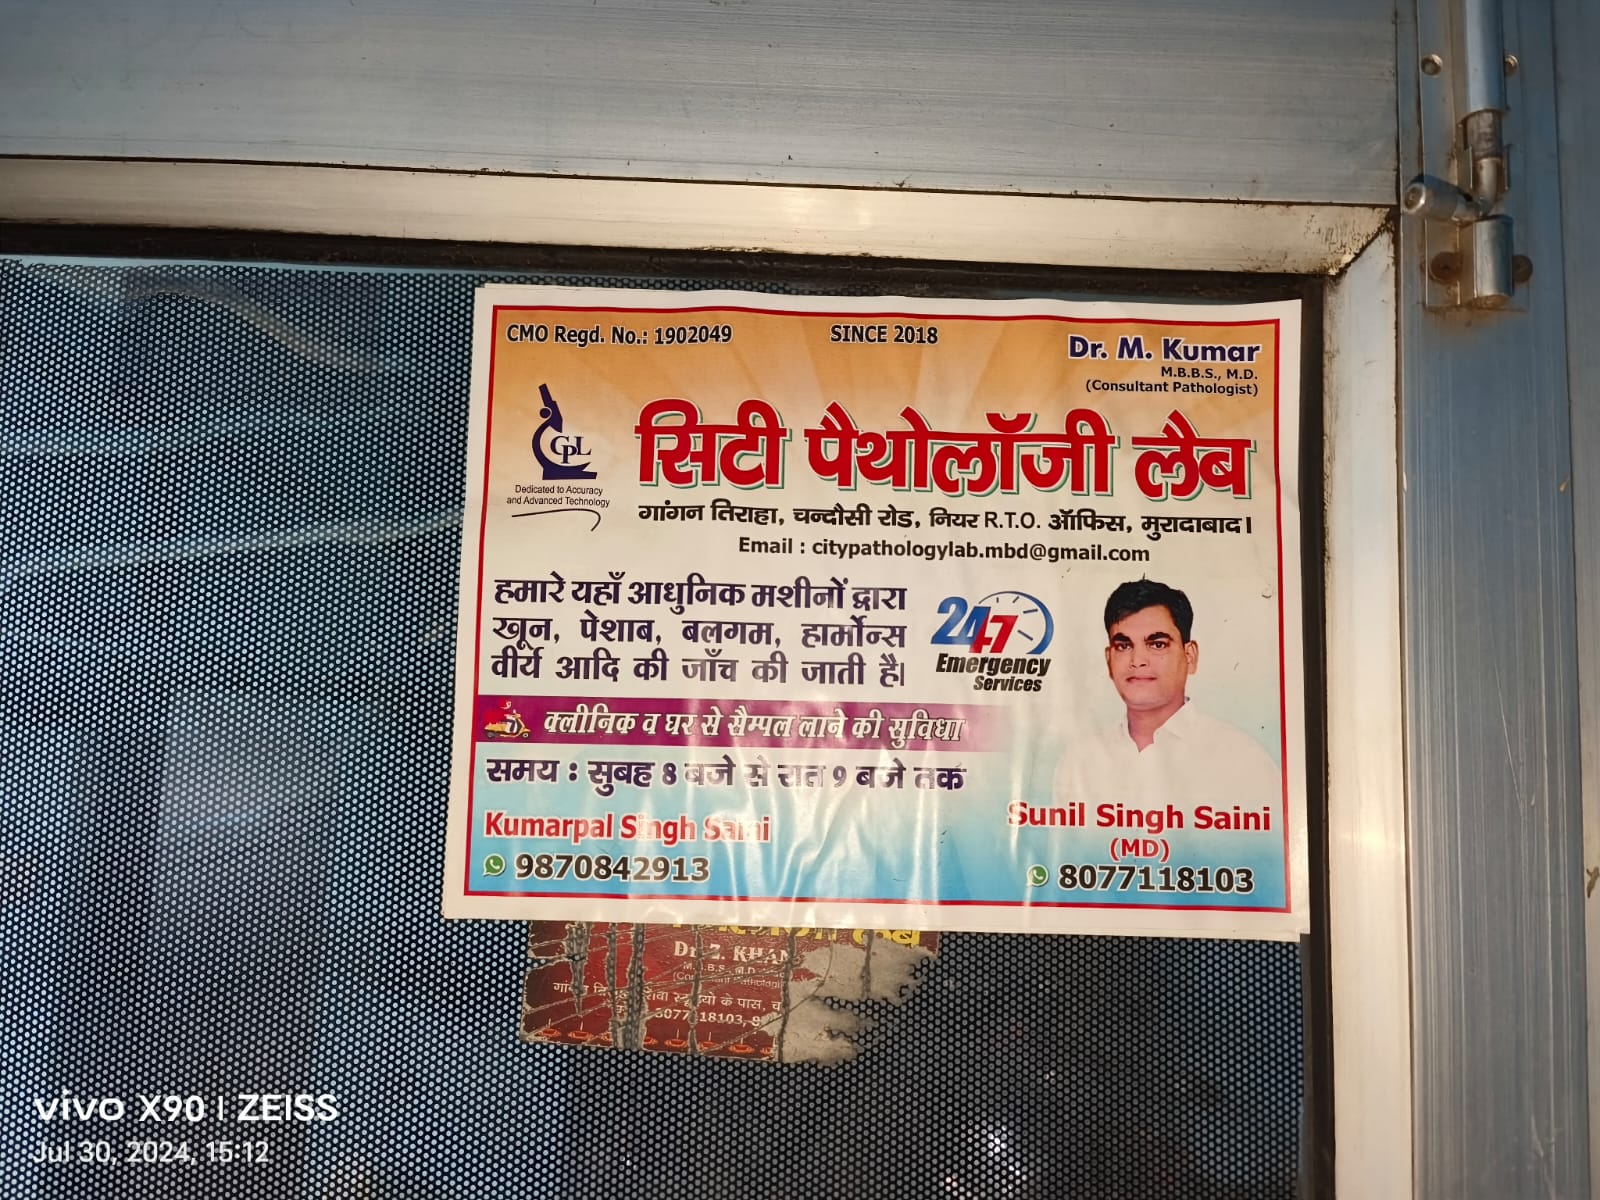 CMO Regd. No.: 1902049
SINCE 2018
Dr. M. Kumar
M.B.B.S., M.D.
(Consultant Pathologist)
CPL
Dedicated to Accuracy
and Advanced Technology
सिटी पैथोलॉजी लैब
गांगन तिराहा, चन्दौसी रोड, नियर R.T.O. ऑफिस, मुरादाबाद।
Email : citypathologylab.mbd@gmail.com
हमारे यहाँ आधुनिक मशीनों द्वारा
खून, पेशाब, बलगम, हार्मोन्स
वीर्य आदि की जाँच की जाती है।
24x7
Emergency
Services
क्लीनिक व घर से सैम्पल लाने की सुविधा
समय : सुबह 8 बजे से रात 9 बजे तक
Kumarpal Singh Saini
9870842913
Sunil Singh Saini
(MD)
8077118103
लैब
Dr. Z. KHAN
M.B.B.S., M.D.
के पास,
8077118103,
vivo X90 | ZEISS
Jul 30, 2024, 15:12